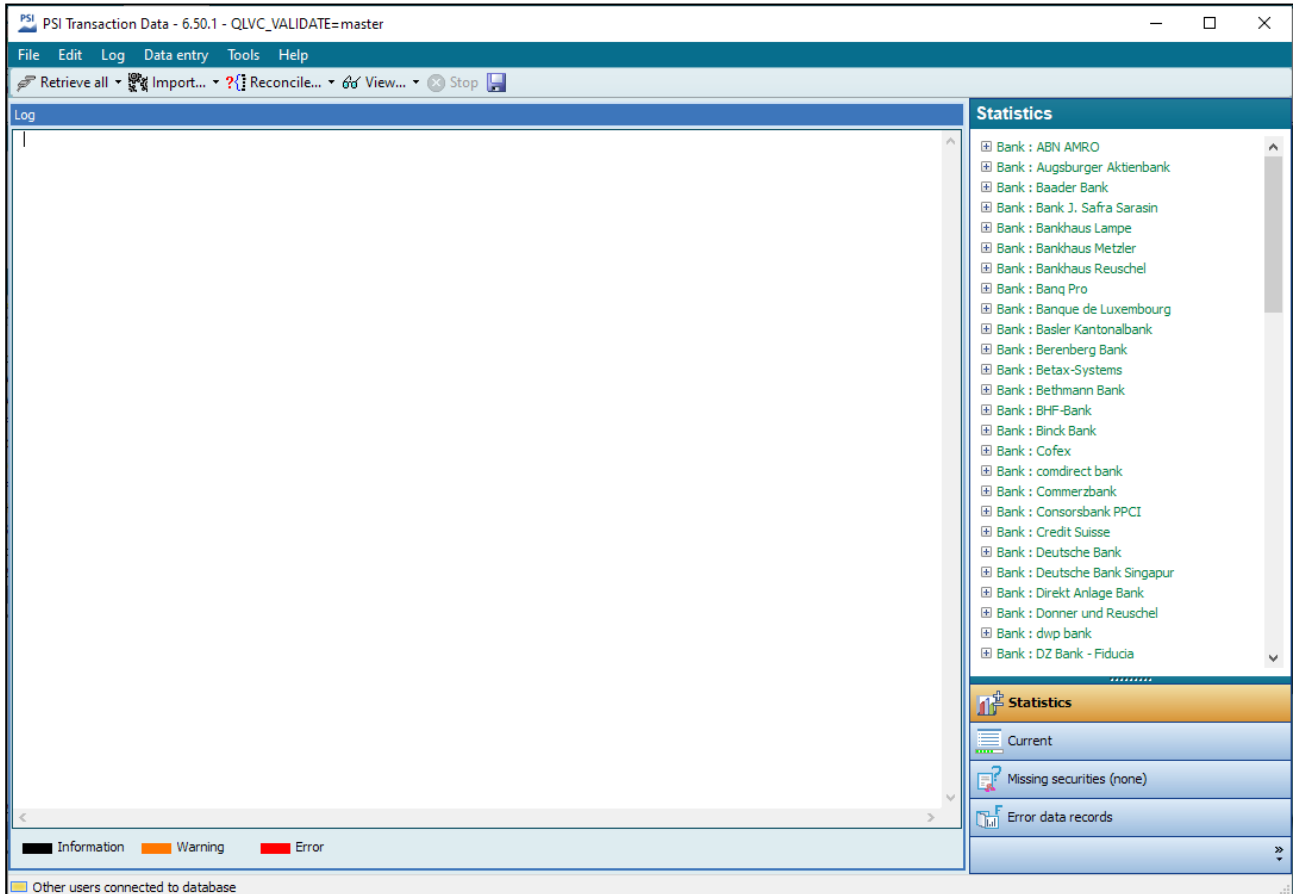 PSI PSI Transaction Data - 6.50.1 - QLVC_VALIDATE=master
File Edit Log Data entry Tools Help
Retrieve all Import... ?{ Reconcile... View... Stop
Log
Statistics
Bank : ABN AMRO
Bank : Augsburger Aktienbank
Bank : Baader Bank
Bank : Bank J. Safra Sarasin
Bank : Bankhaus Lampe
Bank : Bankhaus Metzler
Bank : Bankhaus Reuschel
Bank : Banq Pro
Bank : Banque de Luxembourg
Bank : Basler Kantonalbank
Bank : Berenberg Bank
Bank : Betax-Systems
Bank : Bethmann Bank
Bank : BHF-Bank
Bank : Binck Bank
Bank : Cofex
Bank : comdirect bank
Bank : Commerzbank
Bank : Consorsbank PPCI
Bank : Credit Suisse
Bank : Deutsche Bank
Bank : Deutsche Bank Singapur
Bank : Direkt Anlage Bank
Bank : Donner und Reuschel
Bank : dwp bank
Bank : DZ Bank - Fiducia
Statistics
Current
Missing securities (none)
F Error data records
Information Warning Error
Other users connected to database